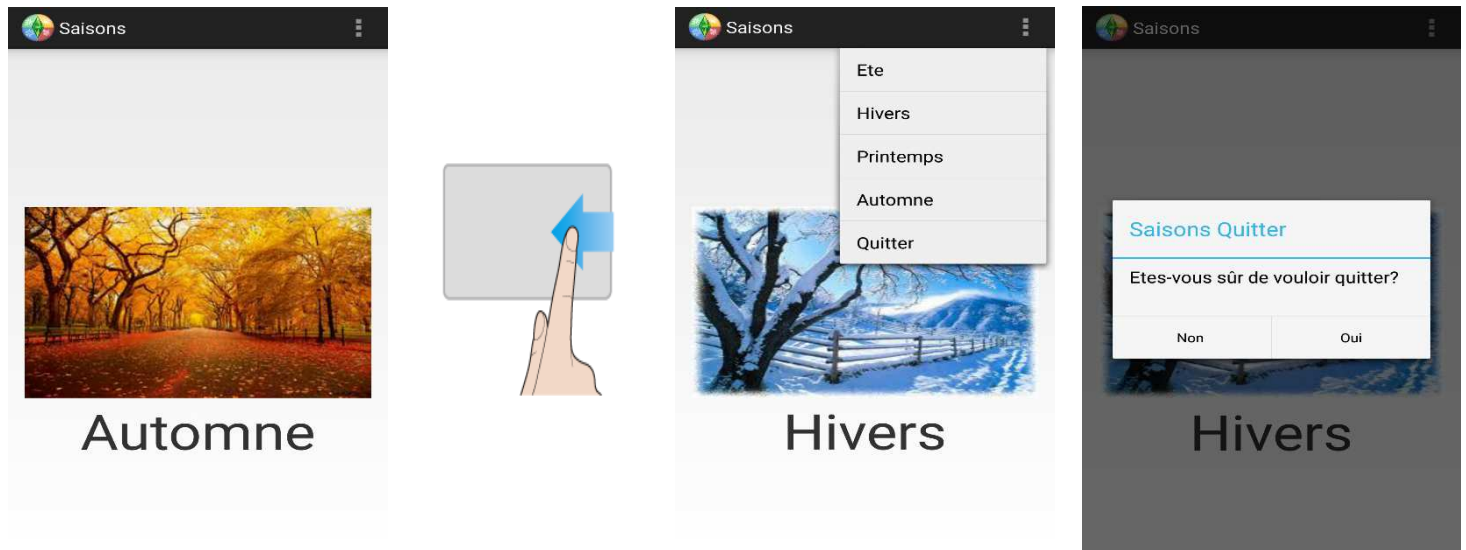 Saisons
Automne
Saisons
Ete
Hivers
Printemps
Automne
Quitter
Hivers
Saisons
Saisons Quitter
Etes-vous sûr de vouloir quitter?
Non Oui
Hivers